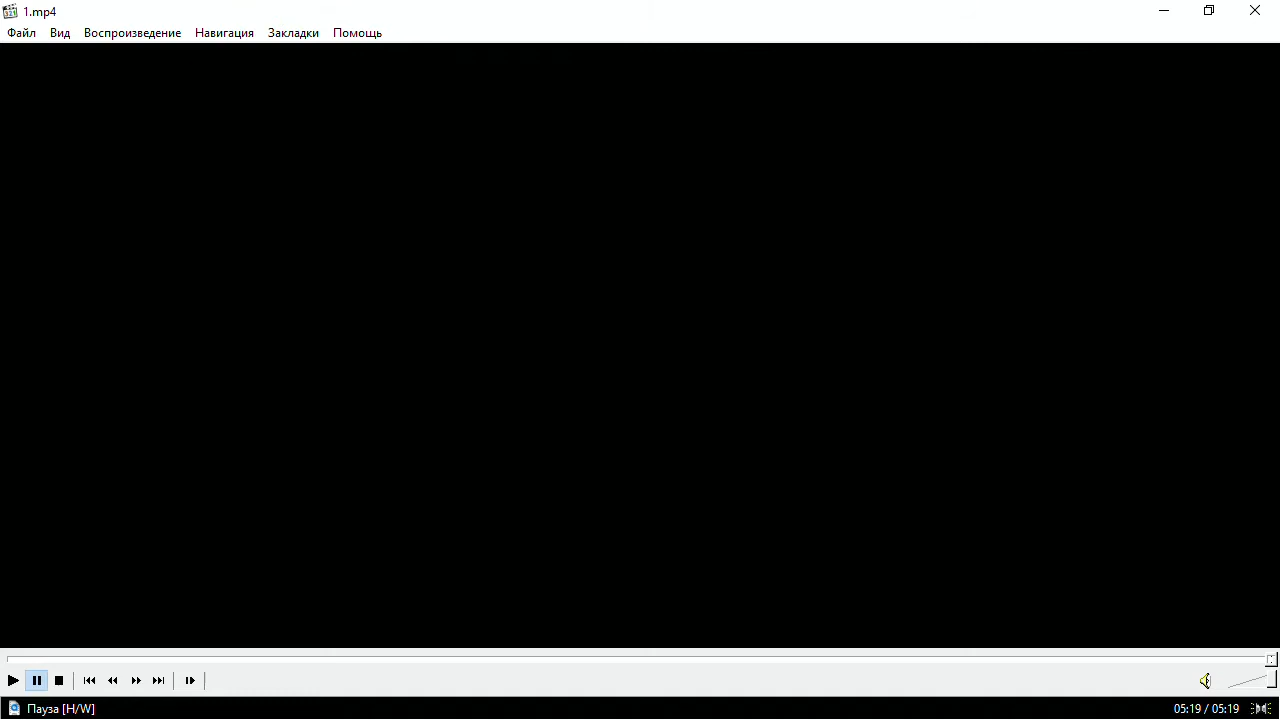 1.mp4
Файл Вид Воспроизведение Навигация Закладки Помощь
Пауза [H/W] 05:19 / 05:19